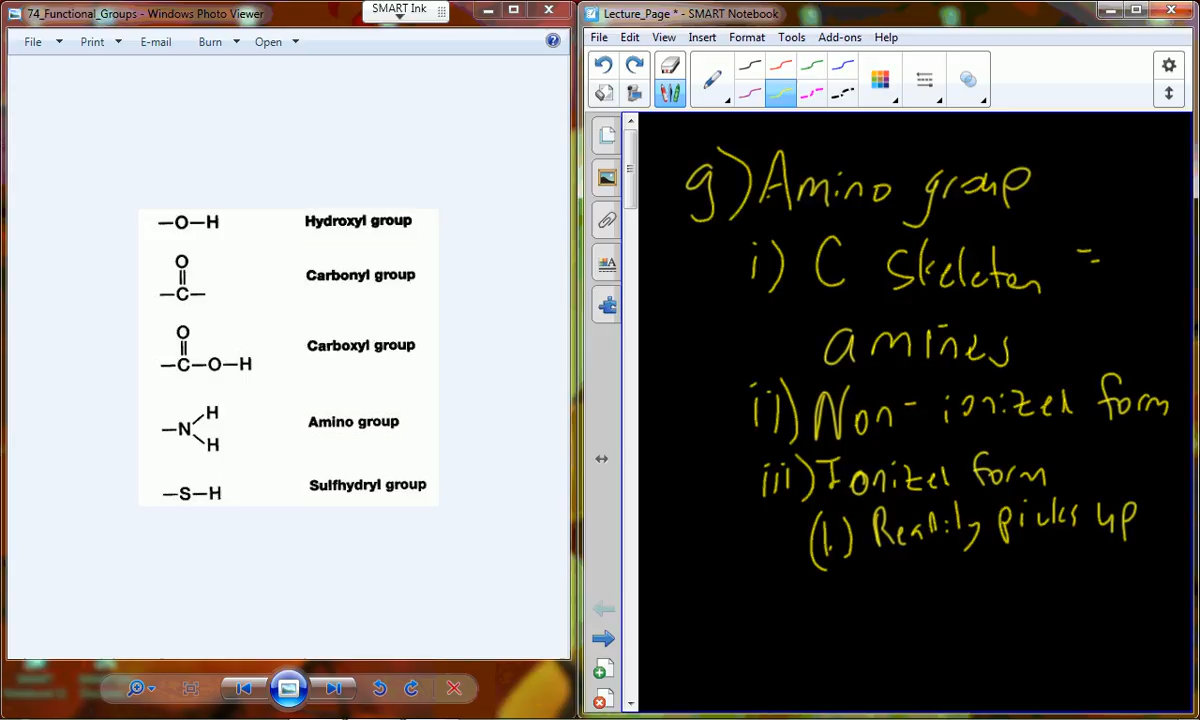 74_Functional_Groups - Windows Photo Viewer
SMART Ink
File Print E-mail Burn Open
O—H Hydroxyl group
O
C Carbonyl group
O
C—O—H Carboxyl group
H
N Amino group
H
S—H Sulfhydryl group
Lecture_Page * - SMART Notebook
File Edit View Insert Format Tools Add-ons Help
g) Amino group
i) C Skeleton =
amines
ii) Non-ionized form
iii) Ionized form
(1.) Readily picks up